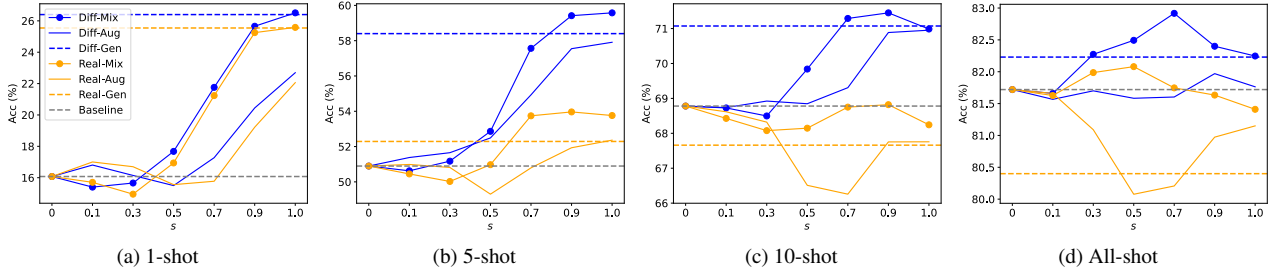 Diff-Mix
Diff-Aug
Diff-Gen
Real-Mix
Real-Aug
Real-Gen
Baseline
Acc (%)
26
24
22
20
18
16
14
0 0.1 0.3 0.5 0.7 0.9 1.0
s
(a) 1-shot
Acc (%)
60
58
56
54
52
50
0 0.1 0.3 0.5 0.7 0.9 1.0
s
(b) 5-shot
Acc (%)
71
70
69
68
67
66
0 0.1 0.3 0.5 0.7 0.9 1.0
s
(c) 10-shot
Acc (%)
83.0
82.5
82.0
81.5
81.0
80.5
80.0
0 0.1 0.3 0.5 0.7 0.9 1.0
s
(d) All-shot